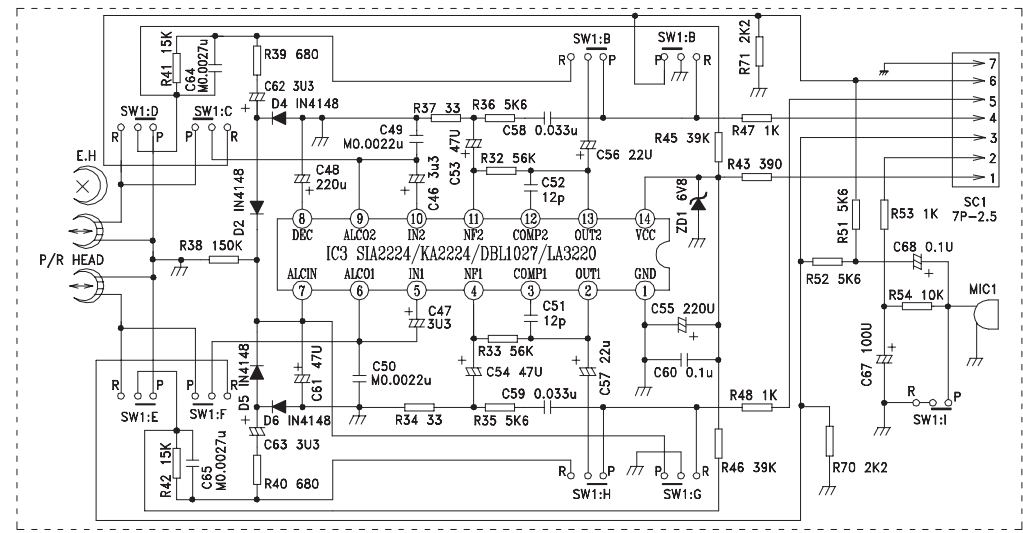 R41 15K
C64 M0.0027u
R39 680
C62 3U3
+
D4 IN4148
SW1:B
R P
SW1:B
P R
R71 2K2
7
6
5
4
3
2
1
SC1
7P-2.5
SW1:D
R P
SW1:C
P R
R37 33
R36 5K6
C58 0.033u
R47 1K
C49
M0.0022u
C53 47U
+
R32 56K
C56 22U
+
R45 39K
R43 390
E.H
D2 IN4148
C48
220u
+
C46 3u3
+
C52
12p
ZD1 6V8
R51 5K6
R53 1K
C68 0.1U
+
P/R HEAD
R38 150K
8 9 10 11 12 13 14
DEC ALCO2 IN2 NF2 COMP2 OUT2 VCC
IC3 SIA2224/KA2224/DBL1027/LA3220
ALCIN ALCO1 IN1 NF1 COMP1 OUT1 GND
7 6 5 4 3 2 1
R52 5K6
R54 10K
MIC1
C47
3U3
+
C51
12p
C55 220U
+
R33 56K
D5 IN4148
+
C61 47U
+
C50
M0.0022u
C54 47U
+
C57 22u
+
C60 0.1u
C67 100U
+
R P
SW1:E
P R
SW1:F
D6 IN4148
C63 3U3
R34 33
R35 5K6
C59 0.033u
R48 1K
R P
SW1:I
R42 15K
C65 M0.0027u
R40 680
R P
SW1:H
P R
SW1:G
R46 39K
R70 2K2